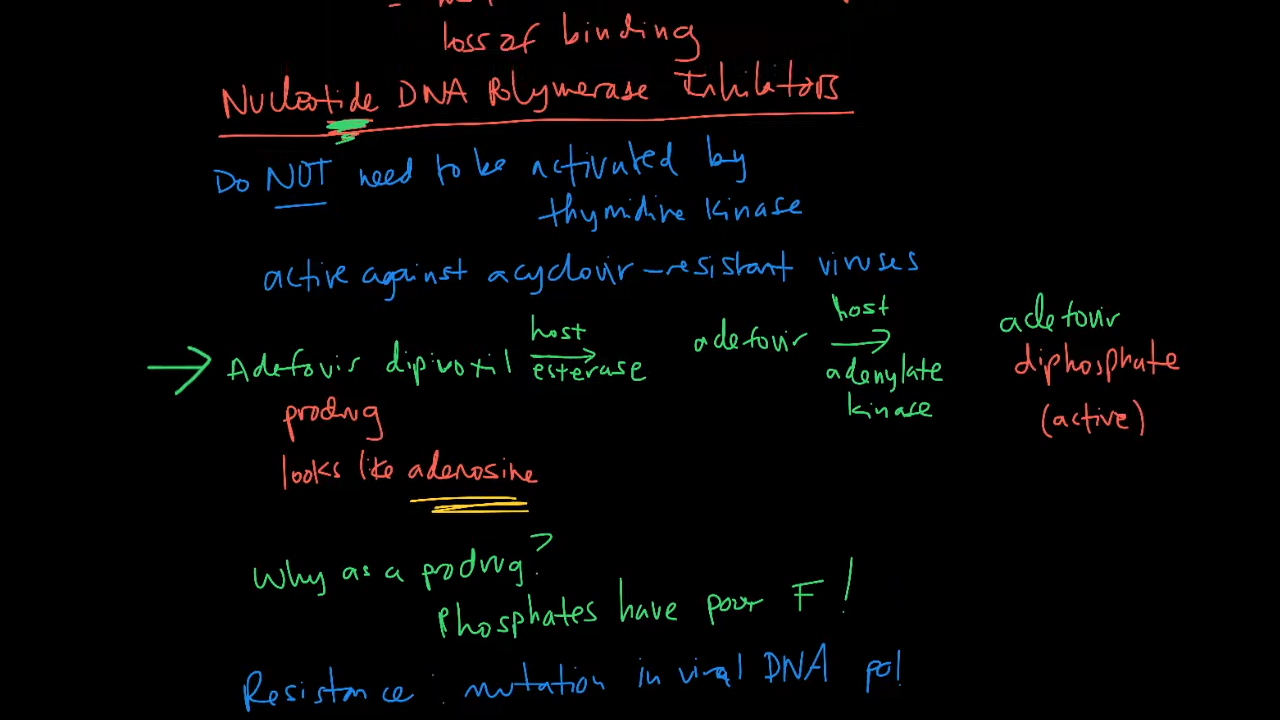 loss of binding
Nucleotide DNA Polymerase Inhibitors
Do NOT need to be activated by
thymidine kinase
active against acyclovir-resistant viruses
→ Adefovir dipivoxil host → esterase adefovir host → adenylate kinase adefovir diphosphate (active)
prodrug
looks like adenosine
Why as a prodrug?
Phosphates have poor F!
Resistance: mutation in viral DNA pol